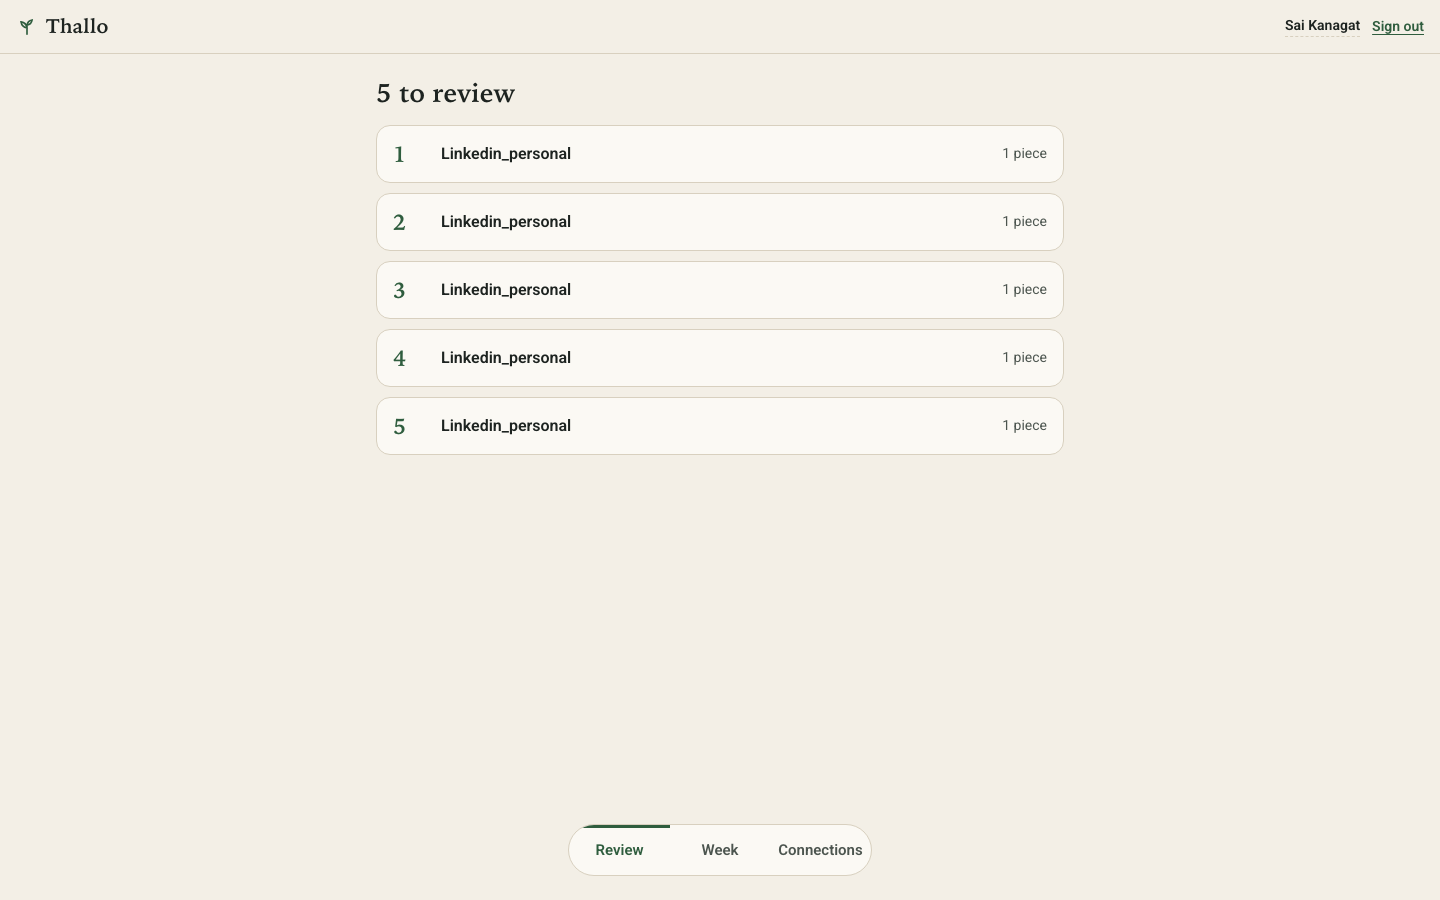 Thallo
Sai Kanagat Sign out
5 to review
1 Linkedin_personal 1 piece
2 Linkedin_personal 1 piece
3 Linkedin_personal 1 piece
4 Linkedin_personal 1 piece
5 Linkedin_personal 1 piece
Review Week Connections